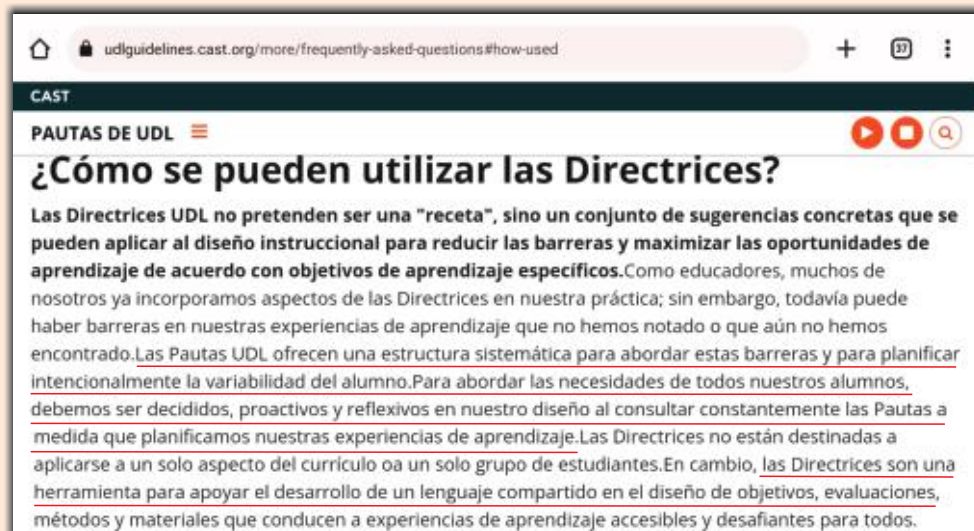 udlguidelines.cast.org/more/frequently-asked-questions#how-used
37
CAST
PAUTAS DE UDL
¿Cómo se pueden utilizar las Directrices?
Las Directrices UDL no pretenden ser una "receta", sino un conjunto de sugerencias concretas que se
pueden aplicar al diseño instruccional para reducir las barreras y maximizar las oportunidades de
aprendizaje de acuerdo con objetivos de aprendizaje específicos.Como educadores, muchos de
nosotros ya incorporamos aspectos de las Directrices en nuestra práctica; sin embargo, todavía puede
haber barreras en nuestras experiencias de aprendizaje que no hemos notado o que aún no hemos
encontrado.Las Pautas UDL ofrecen una estructura sistemática para abordar estas barreras y para planificar
intencionalmente la variabilidad del alumno.Para abordar las necesidades de todos nuestros alumnos,
debemos ser decididos, proactivos y reflexivos en nuestro diseño al consultar constantemente las Pautas a
medida que planificamos nuestras experiencias de aprendizaje.Las Directrices no están destinadas a
aplicarse a un solo aspecto del currículo oa un solo grupo de estudiantes.En cambio, las Directrices son una
herramienta para apoyar el desarrollo de un lenguaje compartido en el diseño de objetivos, evaluaciones,
métodos y materiales que conducen a experiencias de aprendizaje accesibles y desafiantes para todos.